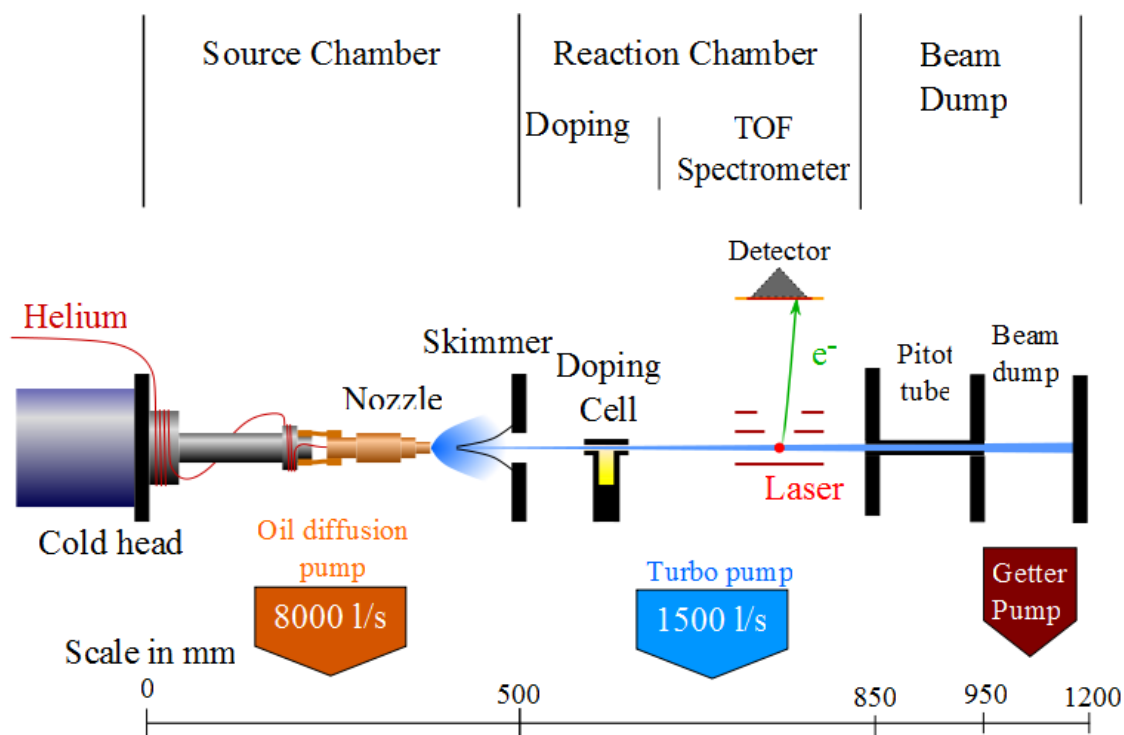 Source Chamber
Reaction Chamber
Beam
Dump
Doping
TOF
Spectrometer
Detector
Helium
Skimmer
Nozzle
Doping
Cell
e-
Pitot
tube
Beam
dump
Laser
Cold head
Oil diffusion
pump
8000 l/s
Turbo pump
1500 l/s
Getter
Pump
Scale in mm
0
500
850
950
1200